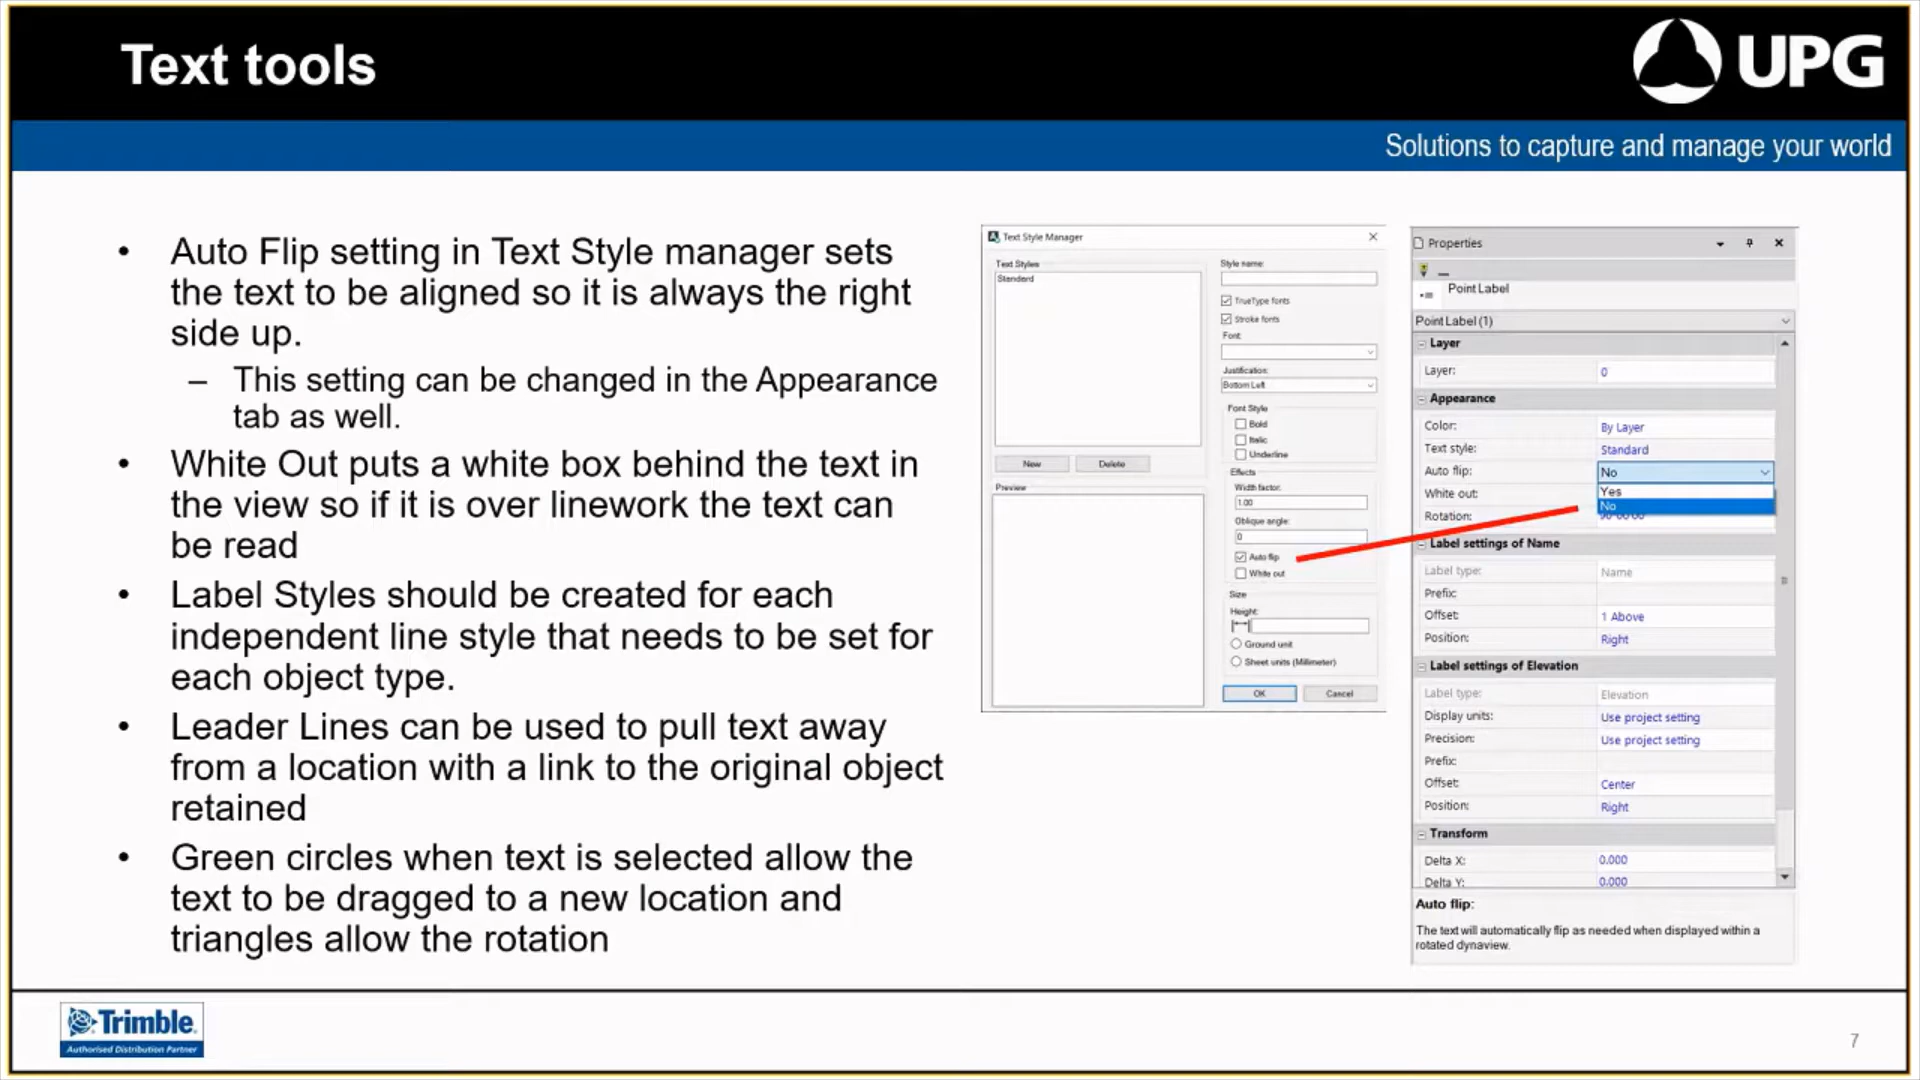 Text tools
UPG
Solutions to capture and manage your world
• Auto Flip setting in Text Style manager sets
the text to be aligned so it is always the right
side up.
– This setting can be changed in the Appearance
tab as well.
• White Out puts a white box behind the text in
the view so if it is over linework the text can
be read
• Label Styles should be created for each
independent line style that needs to be set for
each object type.
• Leader Lines can be used to pull text away
from a location with a link to the original object
retained
• Green circles when text is selected allow the
text to be dragged to a new location and
triangles allow the rotation
Text Style Manager
Text Styles
Standard
New Delete
Preview
Style name:
TrueType fonts
Stroke fonts
Font:
Justification:
Bottom Left
Font Style
Bold
Italic
Underline
Effects
Width factor:
1.00
Oblique angle:
0
Auto flip
White out
Size
Height:
Ground unit
Sheet units (Millimeter)
OK Cancel
Properties
Point Label
Point Label (1)
Layer
Layer: 0
Appearance
Color: By Layer
Text style: Standard
Auto flip: No
Yes
White out: No
Rotation:
Label settings of Name
Label type: Name
Prefix:
Offset: 1 Above
Position: Right
Label settings of Elevation
Label type: Elevation
Display units: Use project setting
Precision: Use project setting
Prefix:
Offset: Center
Position: Right
Transform
Delta X: 0.000
Delta Y: 0.000
Auto flip:
The text will automatically flip as needed when displayed within a
rotated dynaview.
Trimble.
Authorised Distribution Partner
7